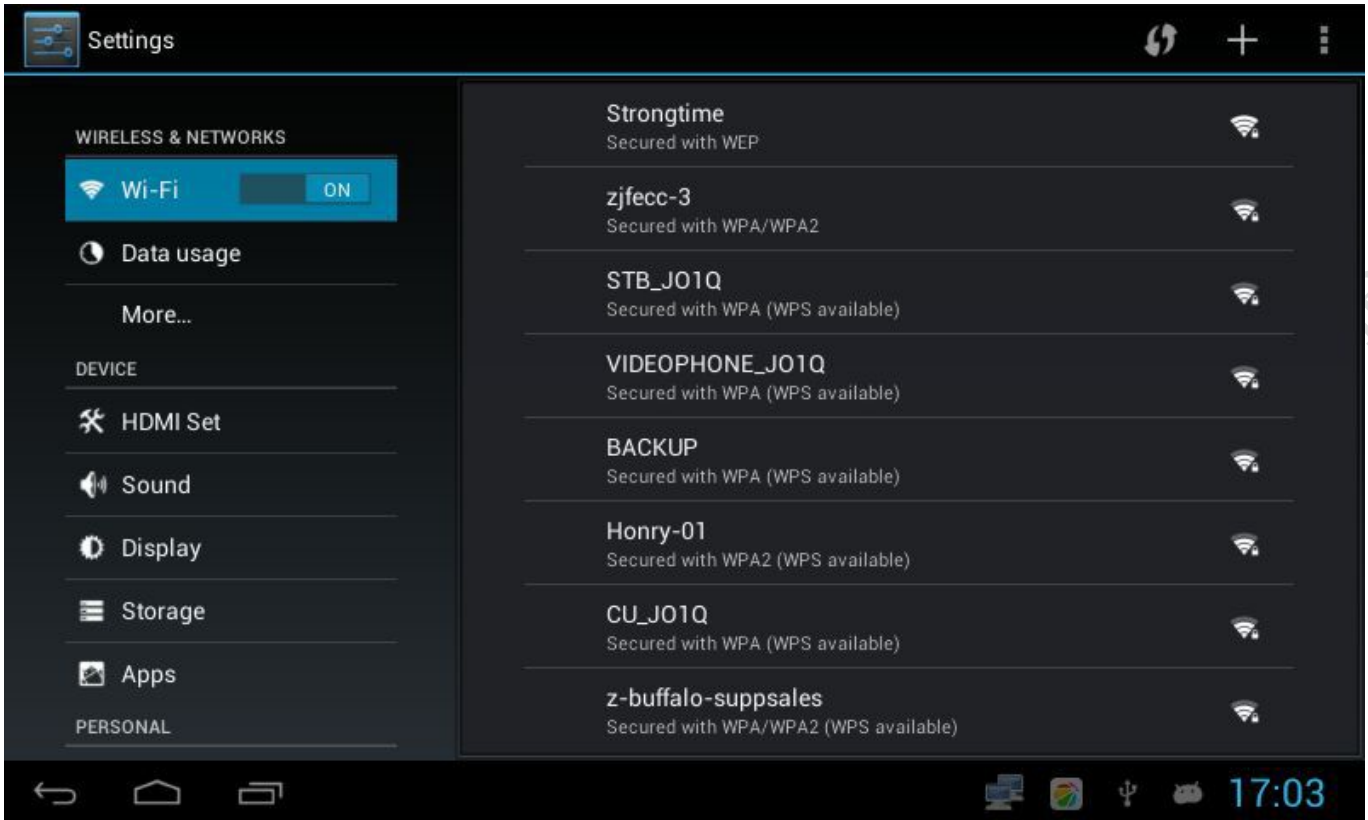 Settings
WIRELESS & NETWORKS
Wi-Fi ON
Data usage
More...
DEVICE
HDMI Set
Sound
Display
Storage
Apps
PERSONAL
Strongtime
Secured with WEP
zjfecc-3
Secured with WPA/WPA2
STB_JO1Q
Secured with WPA (WPS available)
VIDEOPHONE_JO1Q
Secured with WPA (WPS available)
BACKUP
Secured with WPA (WPS available)
Honry-01
Secured with WPA2 (WPS available)
CU_JO1Q
Secured with WPA (WPS available)
z-buffalo-suppsales
Secured with WPA/WPA2 (WPS available)
17:03